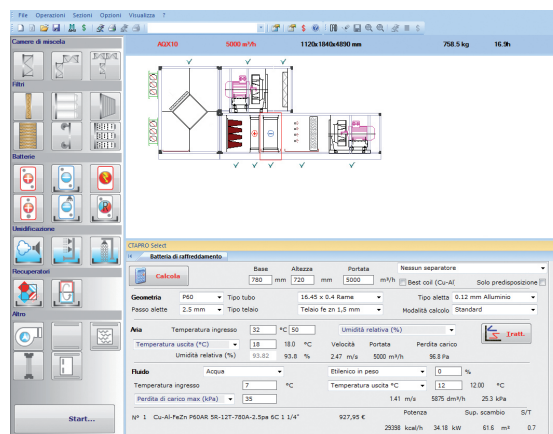 File Operazioni Sezioni Opzioni Visualizza ?
Camere di miscela
AGX10 5000 m³/h 1120x1840x4890 mm 758.5 kg 16.9h
Filtri
Batterie
Umidificazione
Recuperatori
Altro
Start...
CTAPRO Select
Batteria di raffreddamento
Calcola
Base Altezza Portata
780 mm 720 mm 5000 m³/h
Nessun separatore
Best coil (Cu-Al Solo predisposizione
Geometria P60 Tipo tubo 16.45 x 0.4 Rame Tipo aletta 0.12 mm Alluminio
Passo alette 2.5 mm Tipo telaio Telaio fe zn 1,5 mm Modalità calcolo Standard
Aria Temperatura ingresso 32 °C 50 Umidità relativa (%)
Tratt.
Temperatura uscita (°C) 18 18.0 °C Velocità Portata Perdita carico
Umidità relativa (%) 93.82 93.8 % 2.47 m/s 5000 m³/h 96.8 Pa
Fluido Acqua Etilenico in peso 0 %
Temperatura ingresso 7 °C Temperatura uscita °C 12 12.00 °C
Perdita di carico max (kPa) 35 1.41 m/s 5875 dm³/h 25.3 kPa
N° 1 Cu-Al-FeZn P60AR 5R-12T-780A-2.5pa 6C 1 1/4" 927,95 €
Potenza Sup. scambio S/T
29398 kcal/h 34.18 kW 61.6 m² 0.7